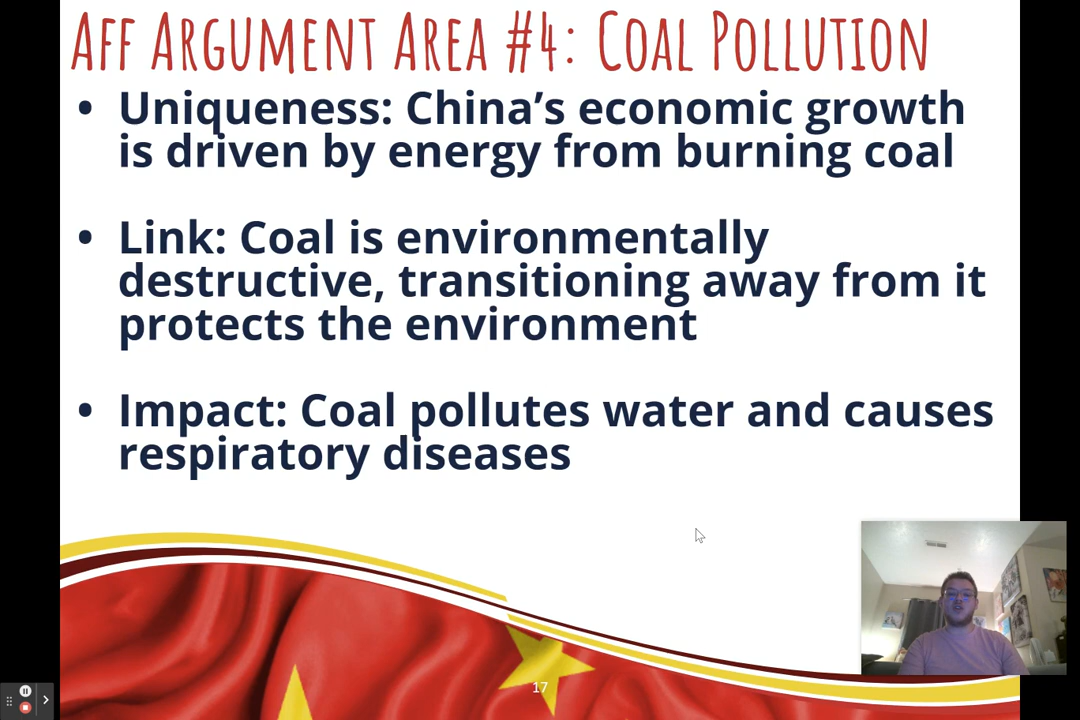 Aff Argument Area #4: Coal Pollution
• Uniqueness: China’s economic growth
is driven by energy from burning coal
• Link: Coal is environmentally
destructive, transitioning away from it
protects the environment
• Impact: Coal pollutes water and causes
respiratory diseases
17